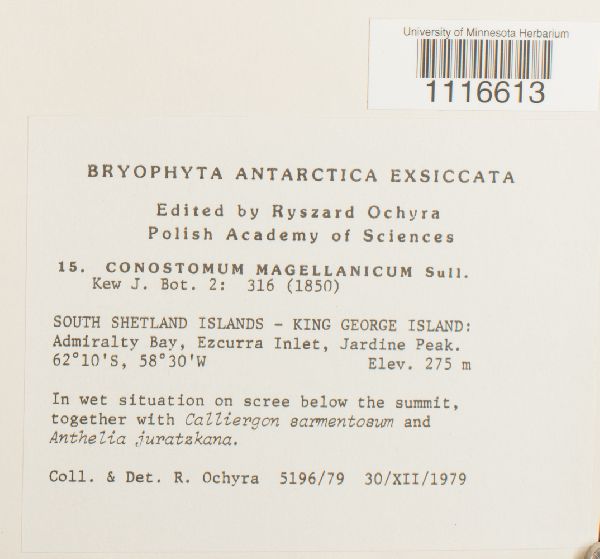 University of Minnesota Herbarium
1116613
BRYOPHYTA ANTARCTICA EXSICCATA
Edited by Ryszard Ochyra
Polish Academy of Sciences
15. CONOSTOMUM MAGELLANICUM Sull.
Kew J. Bot. 2: 316 (1850)
SOUTH SHETLAND ISLANDS - KING GEORGE ISLAND:
Admiralty Bay, Ezcurra Inlet, Jardine Peak.
62°10'S, 58°30'W Elev. 275 m
In wet situation on scree below the summit,
together with Calliergon sarmentosum and
Anthelia juratzkana.
Coll. & Det. R. Ochyra 5196/79 30/XII/1979